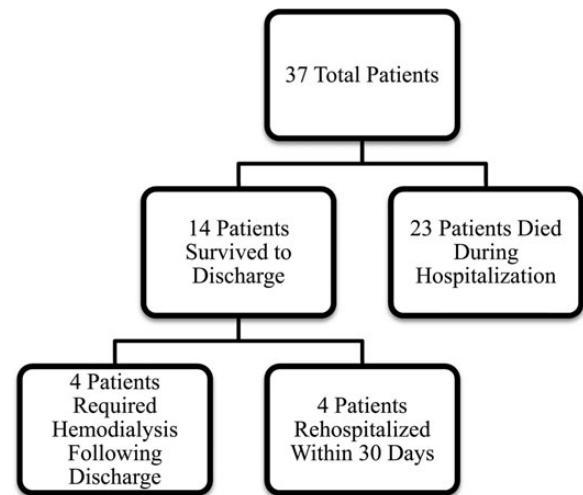 37 Total Patients
14 Patients
Survived to
Discharge
23 Patients Died
During
Hospitalization
4 Patients
Required
Hemodialysis
Following
Discharge
4 Patients
Rehospitalized
Within 30 Days